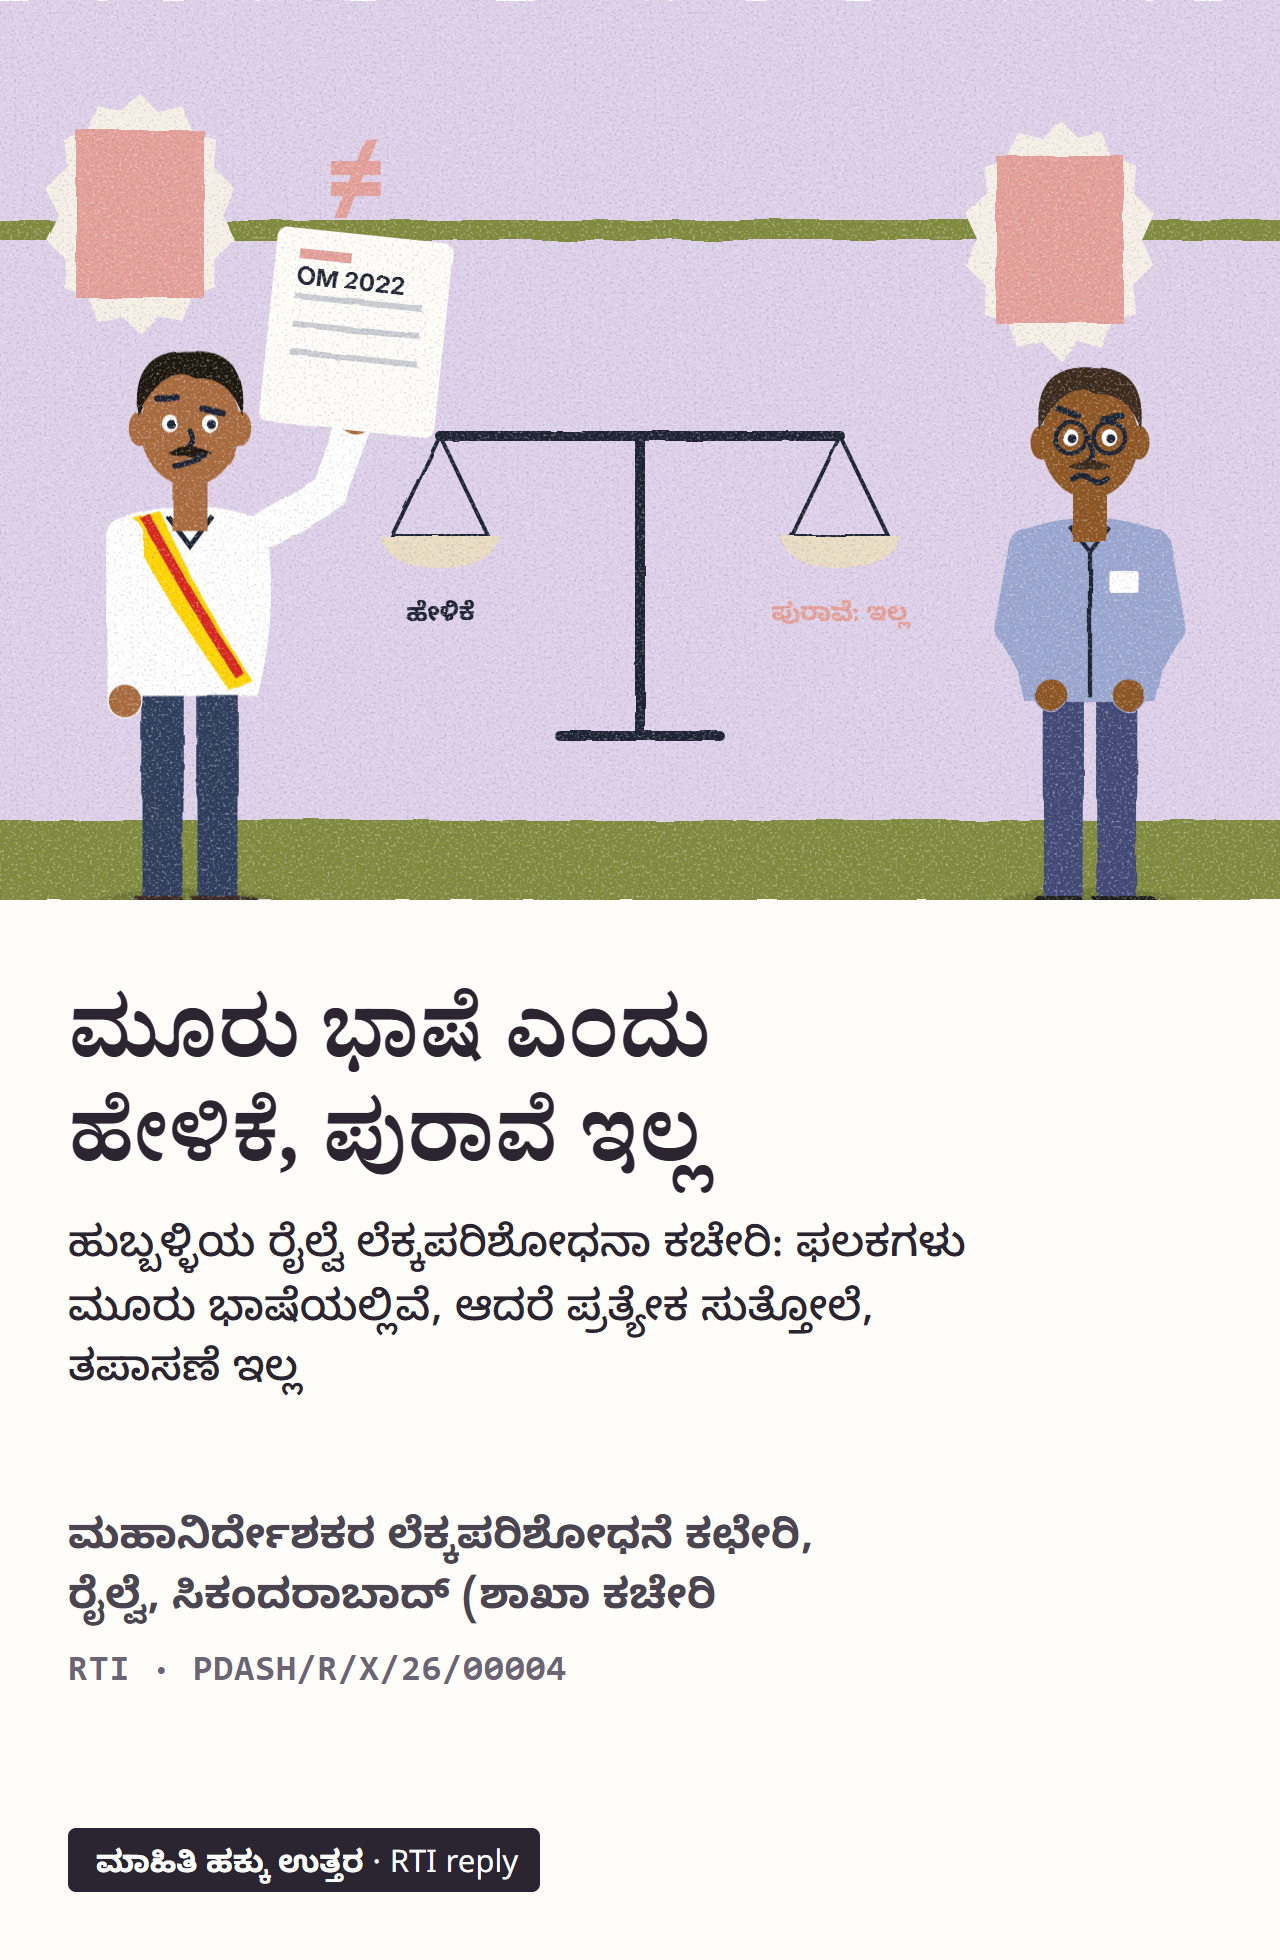 ≠
OM 2022
ಹೇಳಿಕೆ
ಪುರಾವೆ: ಇಲ್ಲ
ಮೂರು ಭಾಷೆ ಎಂದು
ಹೇಳಿಕೆ, ಪುರಾವೆ ಇಲ್ಲ
ಹುಬ್ಬಳ್ಳಿಯ ರೈಲ್ವೆ ಲೆಕ್ಕಪರಿಶೋಧನಾ ಕಚೇರಿ: ಫಲಕಗಳು
ಮೂರು ಭಾಷೆಯಲ್ಲಿವೆ, ಆದರೆ ಪ್ರತ್ಯೇಕ ಸುತ್ತೋಲೆ,
ತಪಾಸಣೆ ಇಲ್ಲ
ಮಹಾನಿರ್ದೇಶಕರ ಲೆಕ್ಕಪರಿಶೋಧನೆ ಕಛೇರಿ,
ರೈಲ್ವೆ, ಸಿಕಂದರಾಬಾದ್ (ಶಾಖಾ ಕಚೇರಿ
RTI · PDASH/R/X/26/00004
ಮಾಹಿತಿ ಹಕ್ಕು ಉತ್ತರ · RTI reply